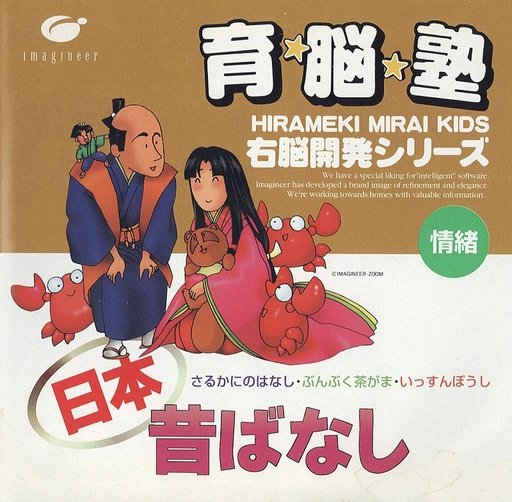 imagineer
育★脳★塾
HIRAMEKI MIRAI KIDS
右脳開発シリーズ
We have a special liking for"intelligent" software.
Imagineer has developed a brand image of refinement and elegance.
We're working towards homes with valuable information...
情緒
©IMAGINEER・ZOOM
さるかにのはなし・ぶんぶく茶がま・いっすんぼうし
日本
昔ばなし